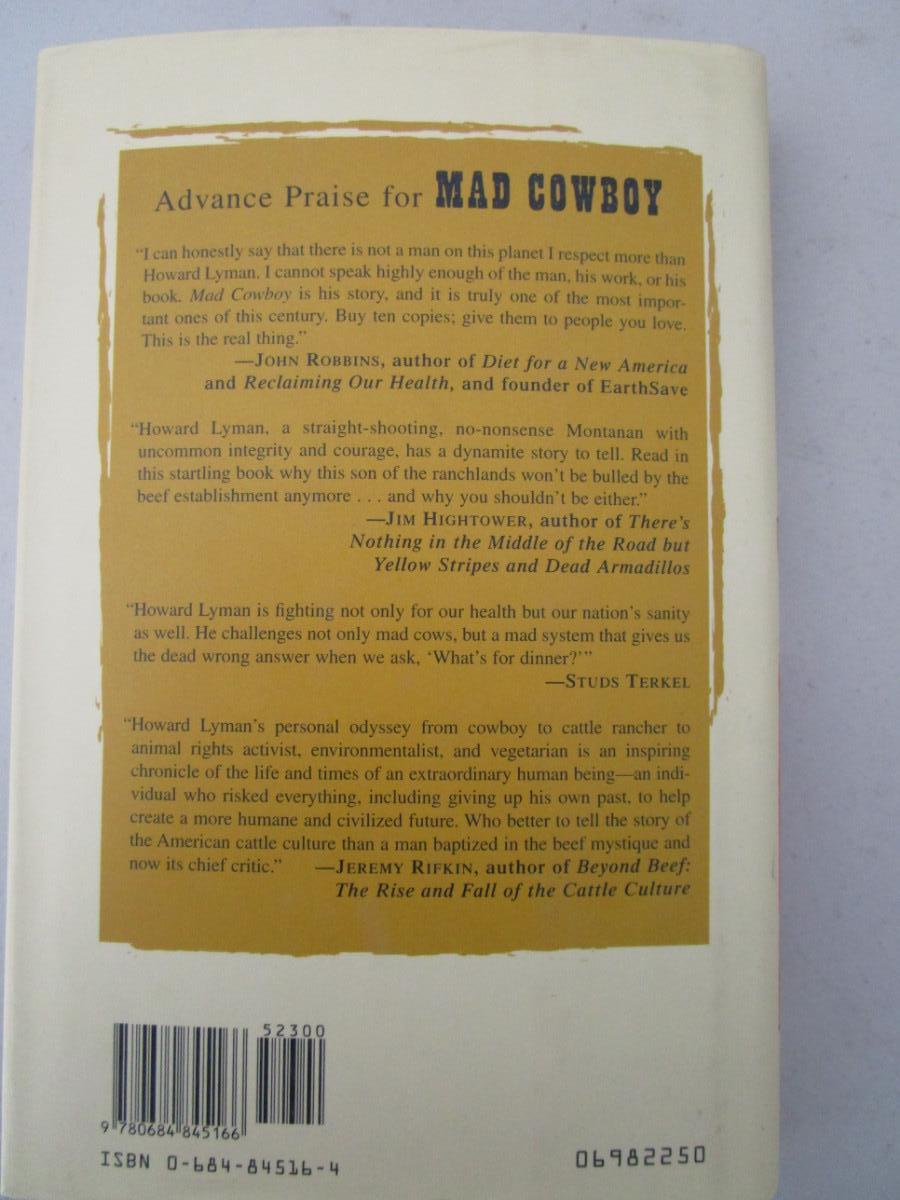 Advance Praise for MAD COWBOY
“I can honestly say that there is not a man on this planet I respect more than
Howard Lyman. I cannot speak highly enough of the man, his work, or his
book. Mad Cowboy is his story, and it is truly one of the most impor-
tant ones of this century. Buy ten copies; give them to people you love.
This is the real thing.”
—JOHN ROBBINS, author of Diet for a New America
and Reclaiming Our Health, and founder of EarthSave
“Howard Lyman, a straight-shooting, no-nonsense Montanan with
uncommon integrity and courage, has a dynamite story to tell. Read in
this startling book why this son of the ranchlands won’t be bulled by the
beef establishment anymore . . . and why you shouldn’t be either.”
—JIM HIGHTOWER, author of There’s
Nothing in the Middle of the Road but
Yellow Stripes and Dead Armadillos
“Howard Lyman is fighting not only for our health but our nation’s sanity
as well. He challenges not only mad cows, but a mad system that gives us
the dead wrong answer when we ask, ‘What’s for dinner?’”
—STUDS TERKEL
“Howard Lyman’s personal odyssey from cowboy to cattle rancher to
animal rights activist, environmentalist, and vegetarian is an inspiring
chronicle of the life and times of an extraordinary human being—an indi-
vidual who risked everything, including giving up his own past, to help
create a more humane and civilized future. Who better to tell the story of
the American cattle culture than a man baptized in the beef mystique and
now its chief critic.” —JEREMY RIFKIN, author of Beyond Beef:
The Rise and Fall of the Cattle Culture
52300
9 780684 845166
ISBN 0-684-84516-4
06982250